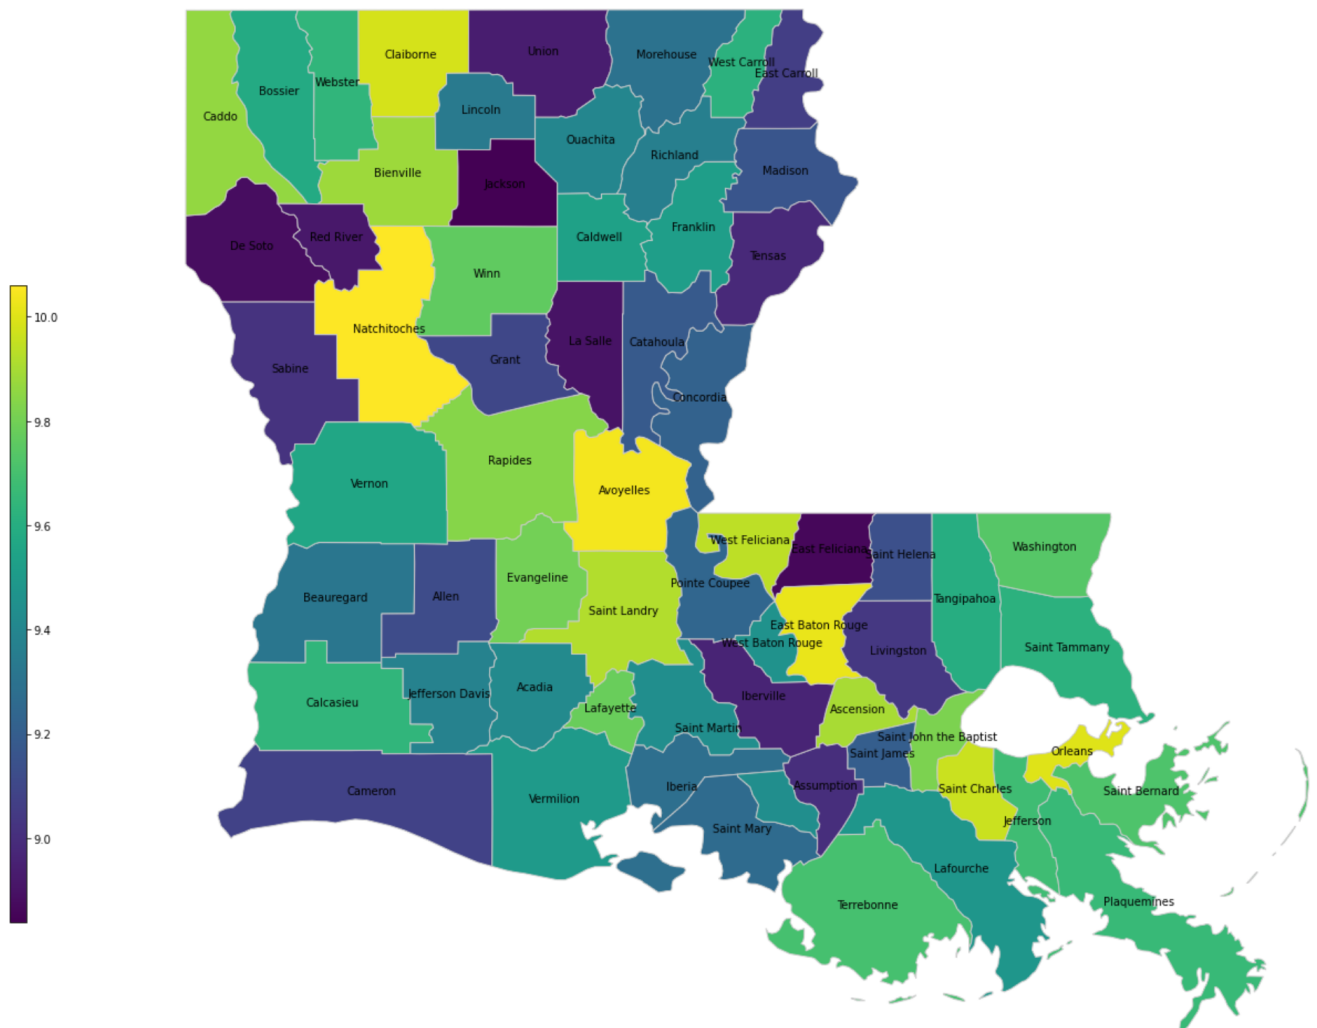 Claiborne
Union
Morehouse
West Carroll
East Carroll
Webster
Bossier
Caddo
Lincoln
Ouachita
Richland
Madison
Bienville
Jackson
Franklin
Caldwell
Red River
De Soto
Tensas
Winn
Natchitoches
La Salle
Catahoula
Grant
Sabine
Concordia
Rapides
Vernon
Avoyelles
West Feliciana
East Feliciana
Saint Helena
Washington
Evangeline
Pointe Coupee
Beauregard
Allen
Tangipahoa
Saint Landry
East Baton Rouge
West Baton Rouge
Livingston
Saint Tammany
Acadia
Jefferson Davis
Iberville
Calcasieu
Lafayette
Ascension
Saint Martin
Saint John the Baptist
Saint James
Orleans
Assumption
Iberia
Saint Charles
Cameron
Saint Bernard
Vermilion
Jefferson
Saint Mary
Lafourche
Plaquemines
Terrebonne
10.0
9.8
9.6
9.4
9.2
9.0